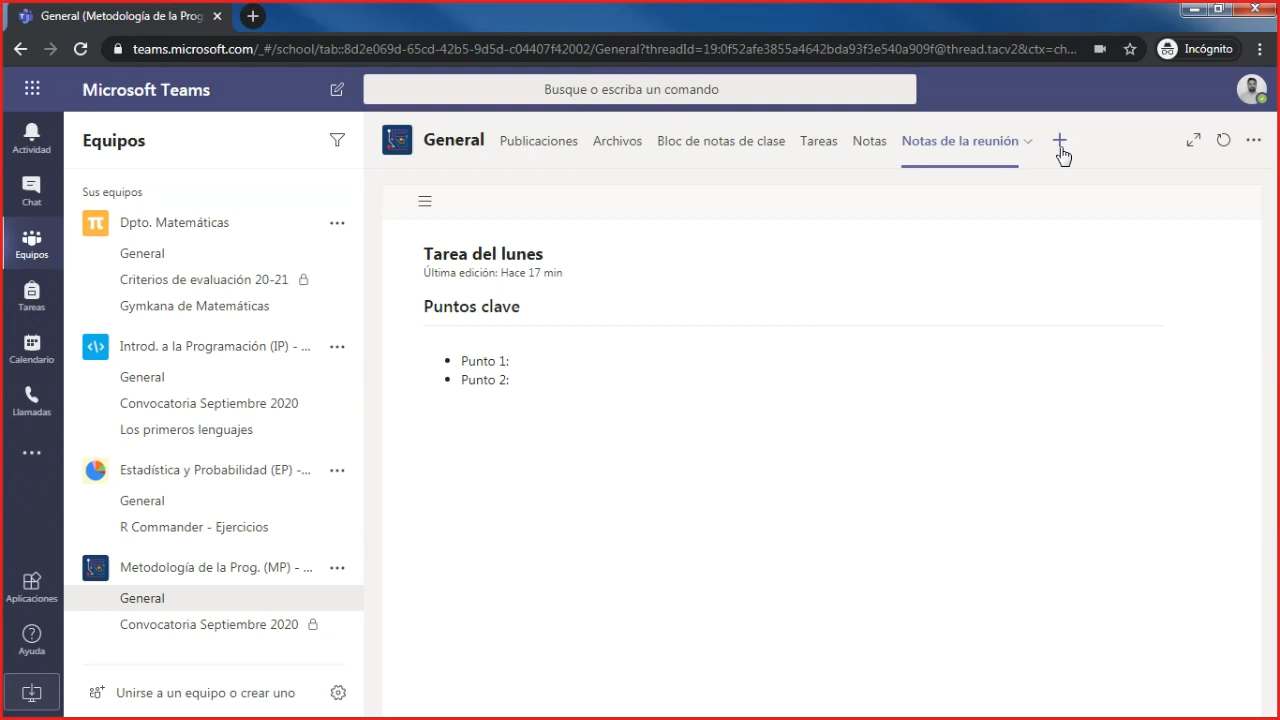 General (Metodología de la Prog
teams.microsoft.com/_#/school/tab::8d2e069d-65cd-42b5-9d5d-c04407f42002/General?threadId=19:0f52afe3855a4642bda93f3e540a909f@thread.tacv2&ctx=ch...
Incógnito
Microsoft Teams
Busque o escriba un comando
Actividad
Chat
Equipos
Tareas
Calendario
Llamadas
Aplicaciones
Ayuda
Equipos
Sus equipos
Dpto. Matemáticas
General
Criterios de evaluación 20-21
Gymkana de Matemáticas
Introd. a la Programación (IP) - ...
General
Convocatoria Septiembre 2020
Los primeros lenguajes
Estadística y Probabilidad (EP) -...
General
R Commander - Ejercicios
Metodología de la Prog. (MP) - ...
General
Convocatoria Septiembre 2020
Unirse a un equipo o crear uno
General Publicaciones Archivos Bloc de notas de clase Tareas Notas Notas de la reunión
Tarea del lunes
Última edición: Hace 17 min
Puntos clave
• Punto 1:
• Punto 2: